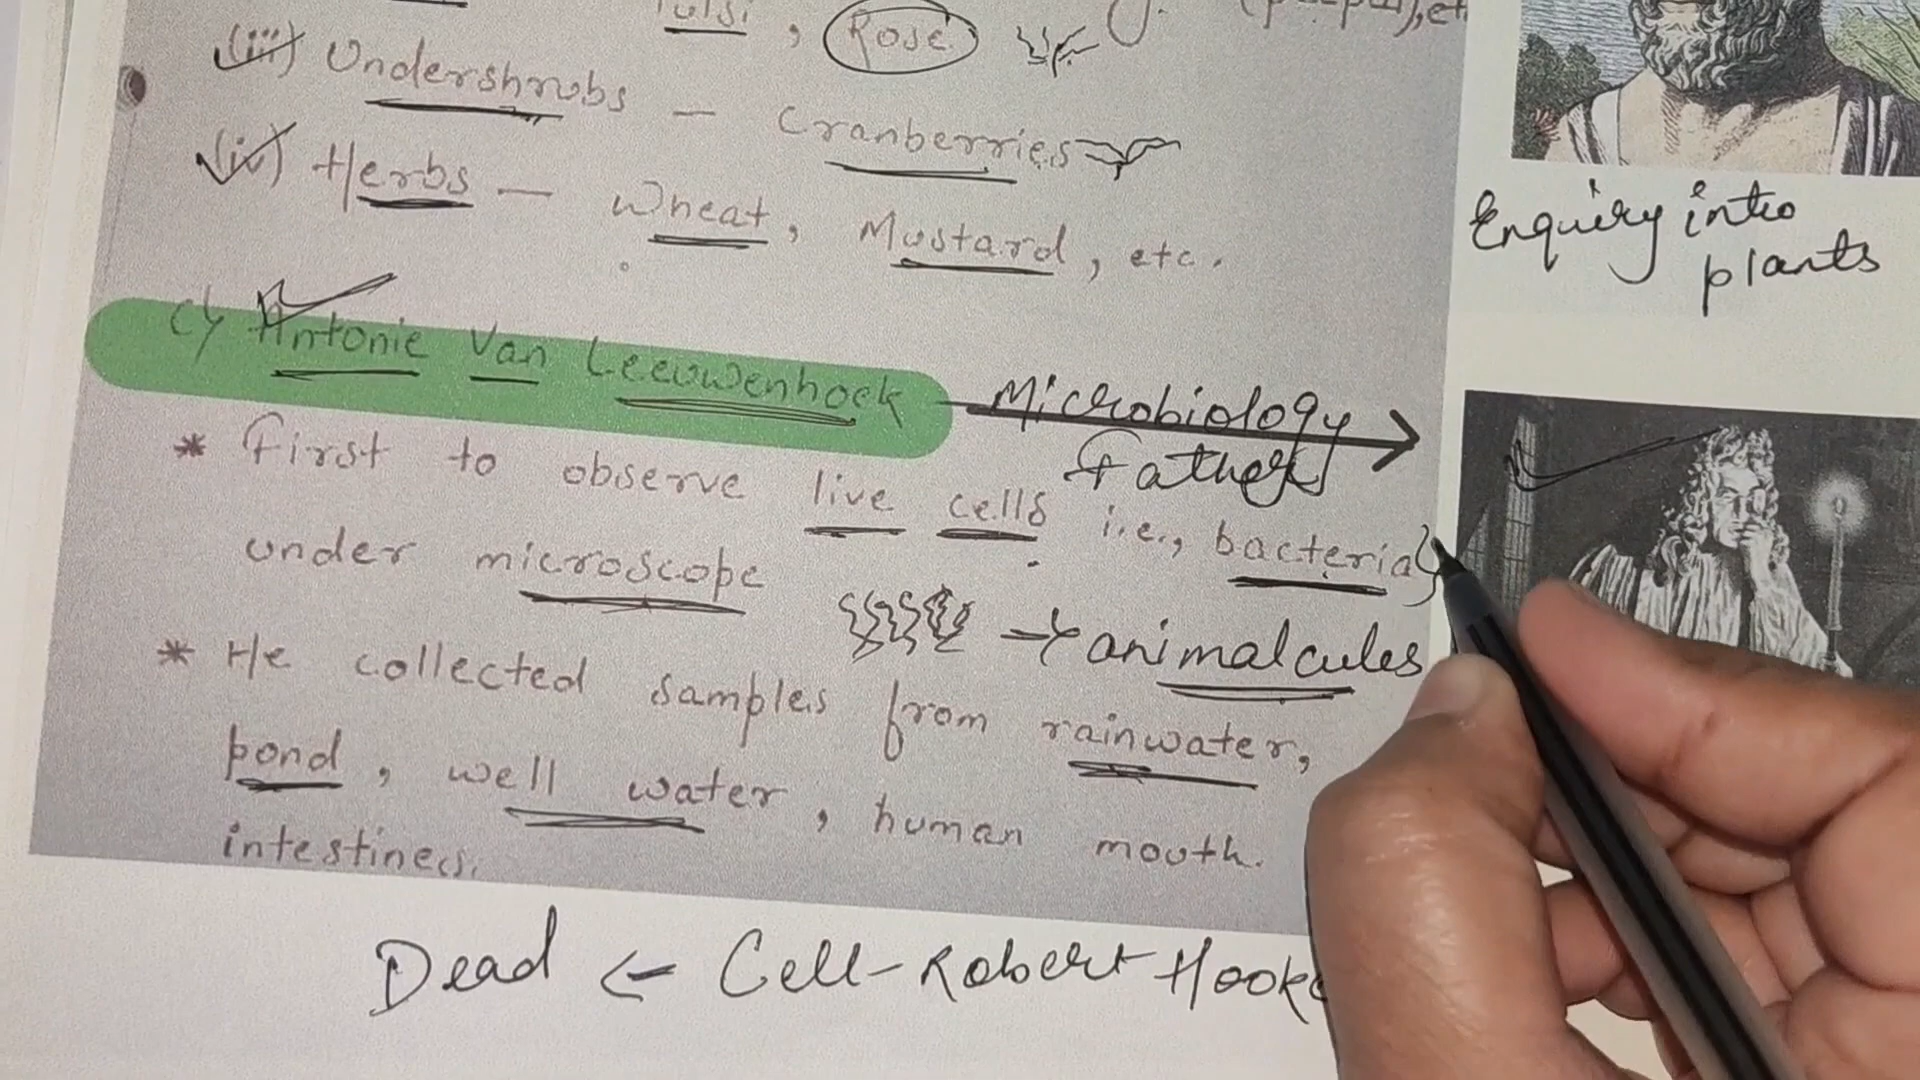 Tulsi, Rose
(iii) Undershrubs - Cranberries
(iv) Herbs - Wheat, Mustard, etc.
Enquiry into
plants
C) Antonie Van Leeuwenhoek
Microbiology
Father
* First to observe live cells i.e., bacteria
under microscope
→ animalcules
* He collected samples from rainwater,
pond, well water, human mouth.
intestines.
Dead ← Cell - Robert Hooke